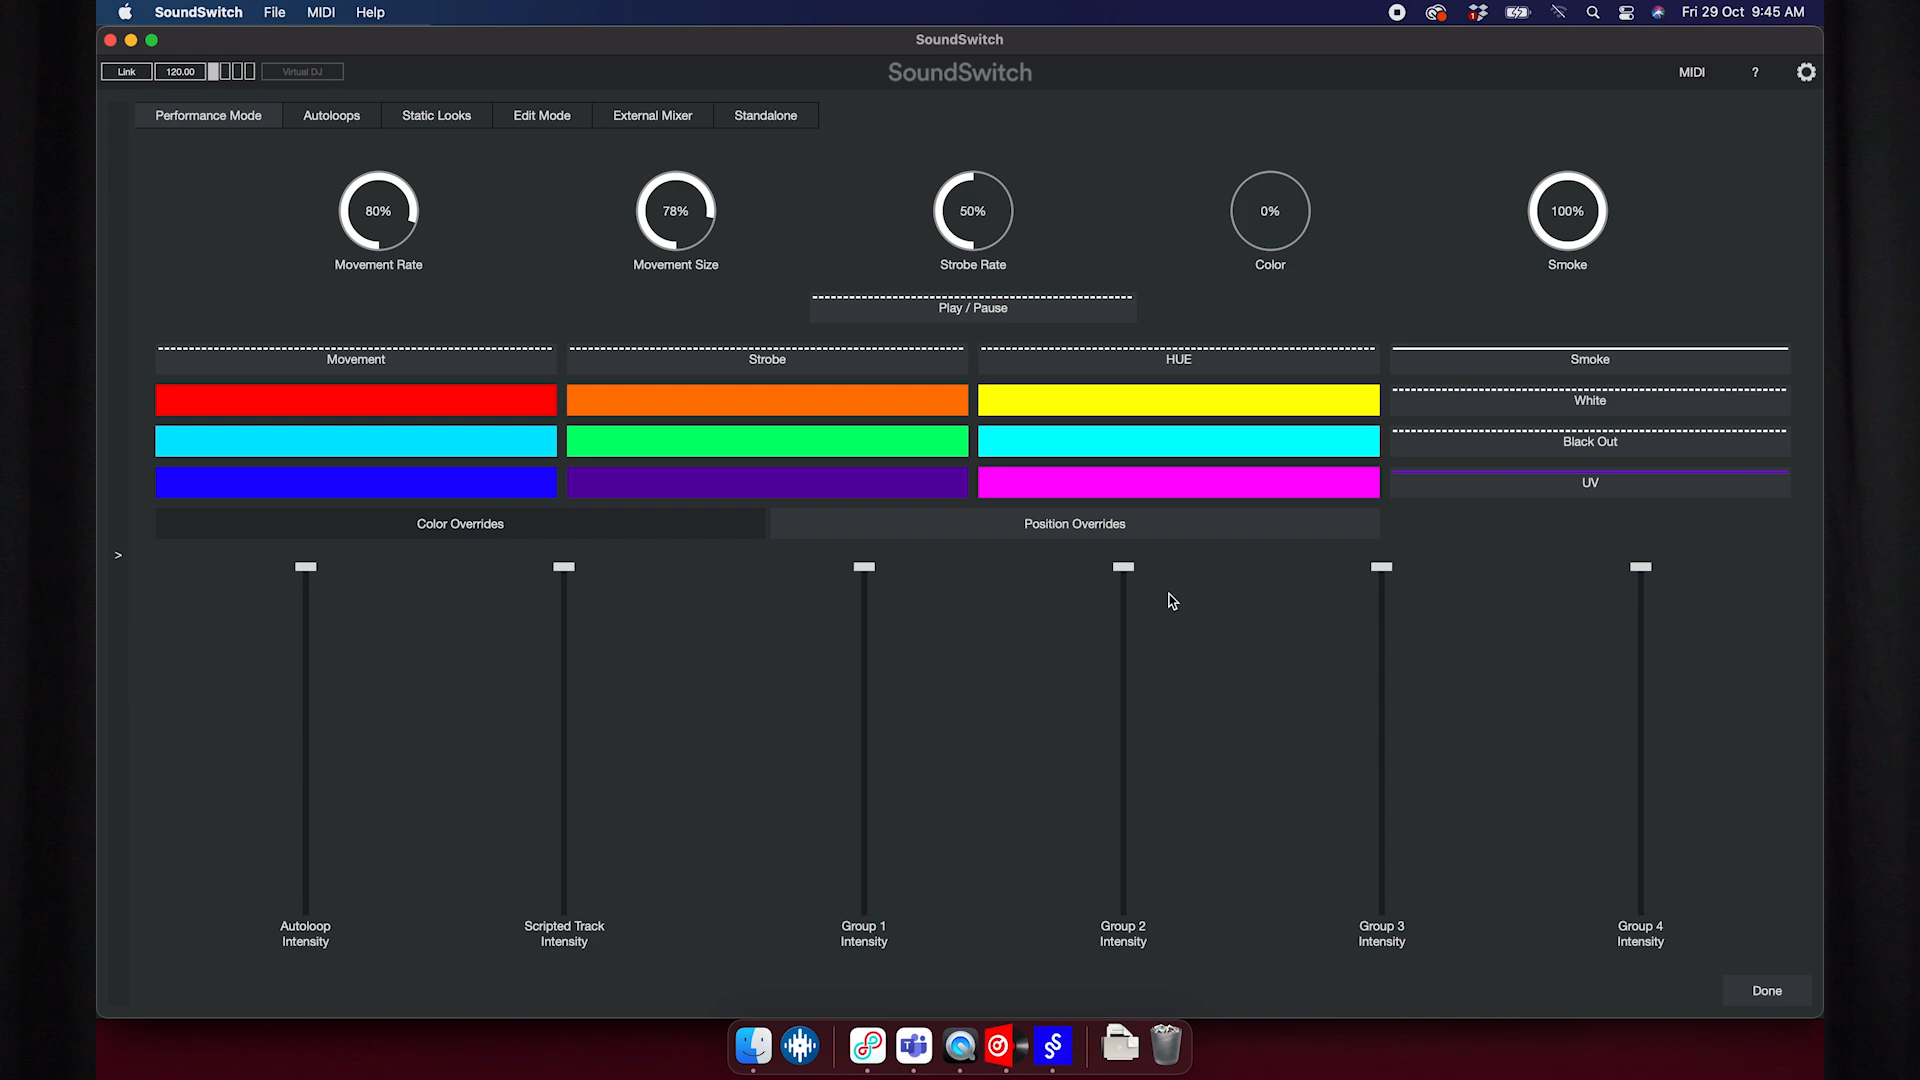 SoundSwitch File MIDI Help
Fri 29 Oct 9:45 AM
SoundSwitch
Link 120.00 Virtual DJ
SoundSwitch
MIDI ?
Performance Mode Autoloops Static Looks Edit Mode External Mixer Standalone
80% 78% 50% 0% 100%
Movement Rate Movement Size Strobe Rate Color Smoke
Play / Pause
Movement Strobe HUE Smoke
White
Black Out
UV
Color Overrides Position Overrides
>
Autoloop Scripted Track Group 1 Group 2 Group 3 Group 4
Intensity Intensity Intensity Intensity Intensity Intensity
Done